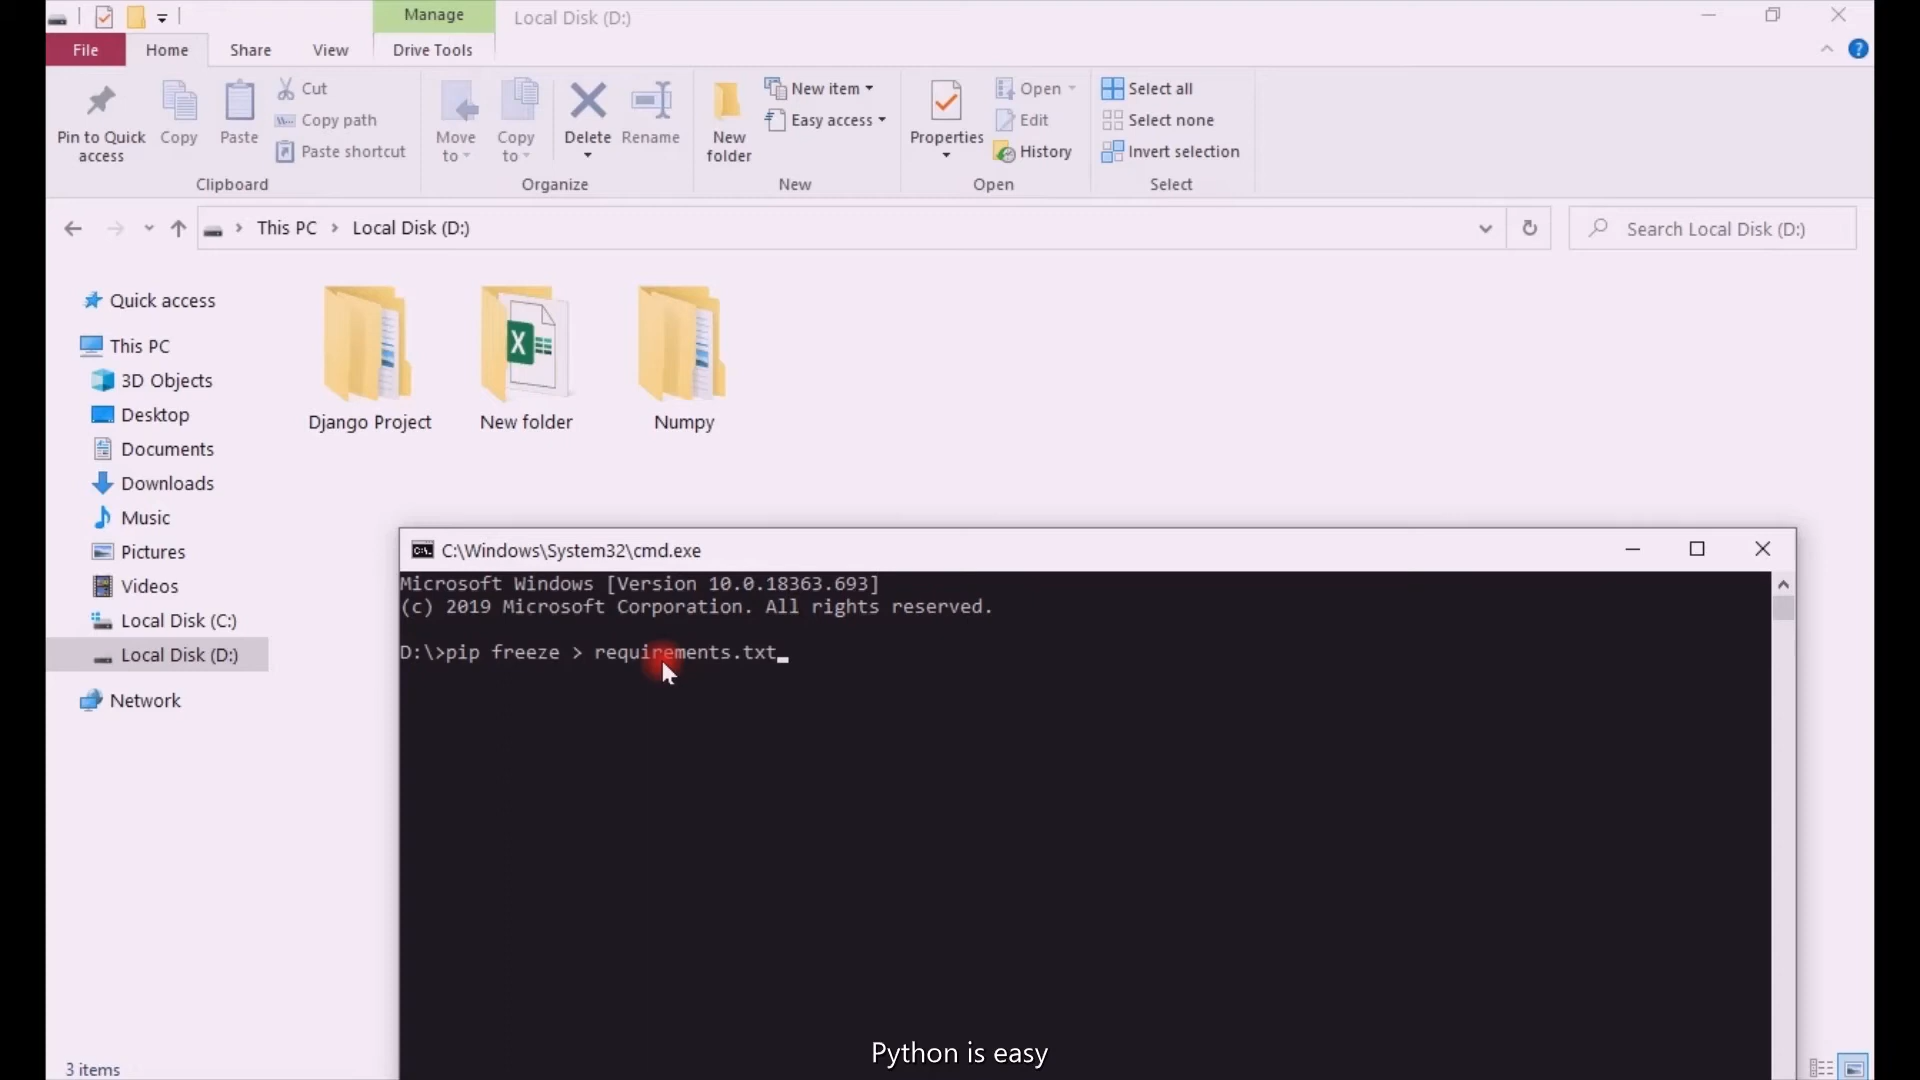 Manage
Local Disk (D:)
File
Home
Share
View
Drive Tools
Pin to Quick access
Copy
Paste
Cut
Copy path
Paste shortcut
Clipboard
Move to
Copy to
Delete
Rename
Organize
New folder
New item
Easy access
New
Properties
Open
Edit
History
Open
Select all
Select none
Invert selection
Select
This PC
Local Disk (D:)
Search Local Disk (D:)
Quick access
This PC
3D Objects
Desktop
Documents
Downloads
Music
Pictures
Videos
Local Disk (C:)
Local Disk (D:)
Network
Django Project
New folder
Numpy
C:\Windows\System32\cmd.exe
Microsoft Windows [Version 10.0.18363.693]
(c) 2019 Microsoft Corporation. All rights reserved.
D:\>pip freeze > requirements.txt
Python is easy
3 items